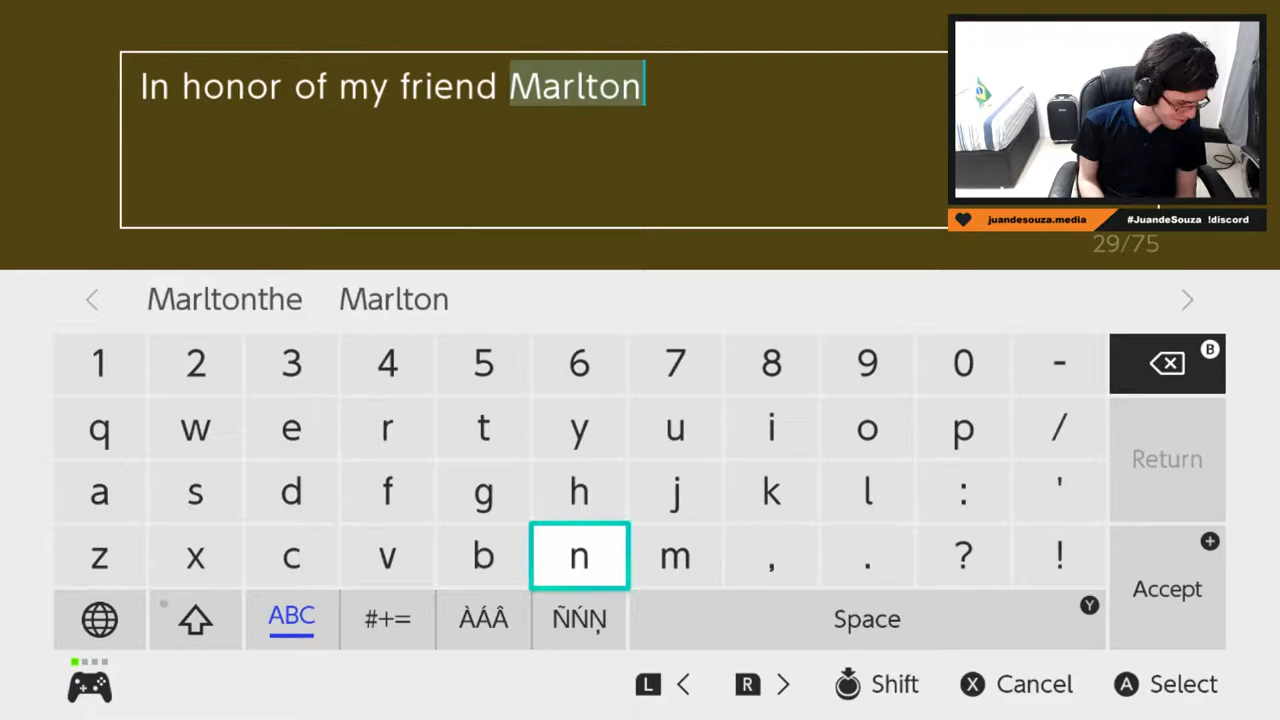 In honor of my friend Marlton
juandesouza.media #JuandeSouza !discord
29/75
Marltonthe Marlton
1 2 3 4 5 6 7 8 9 0 -
B
q w e r t y u i o p /
Return
a s d f g h j k l : '
z x c v b n m , . ? !
+
Accept
ABC #+= ÀÁÂ ÑŃŅ Space Y
L < R > Shift X Cancel A Select